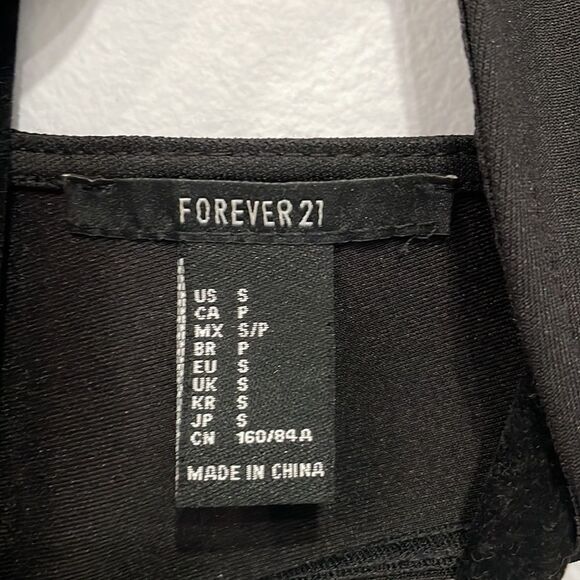 FOREVER 21
US S
CA P
MX S/P
BR P
EU S
UK S
KR S
JP S
CN 160/84A
MADE IN CHINA